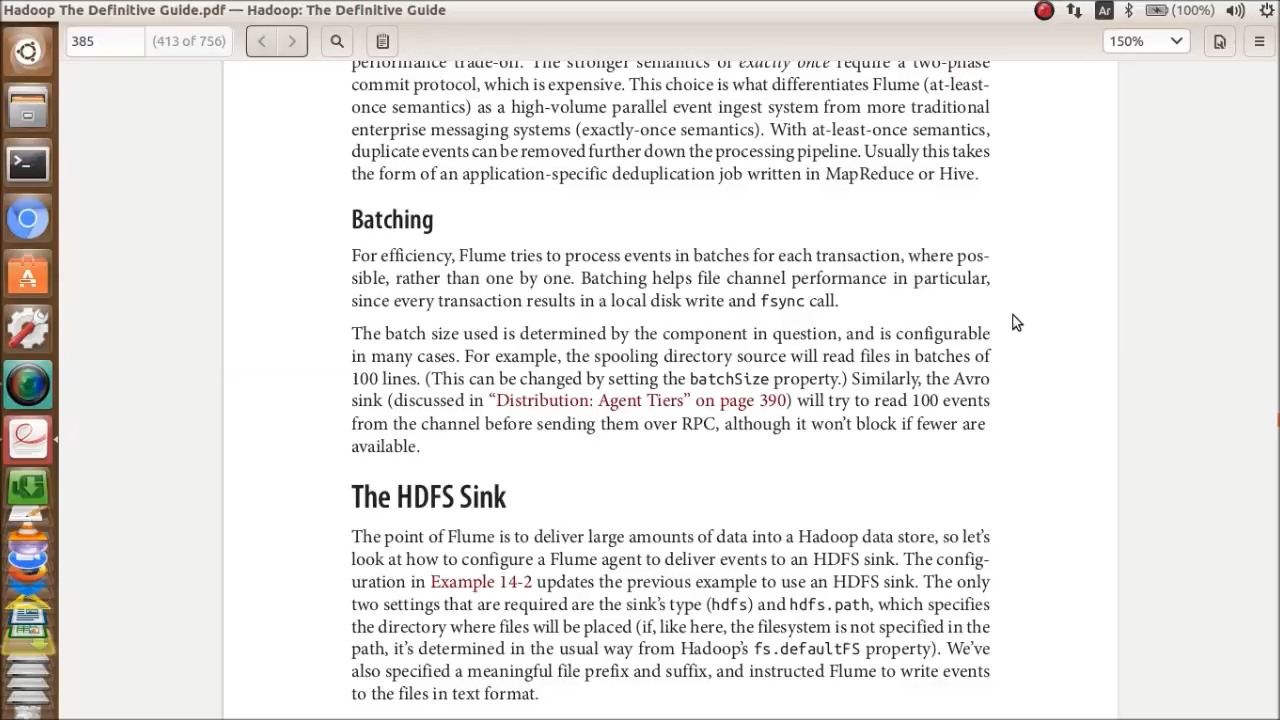 Hadoop The Definitive Guide.pdf — Hadoop: The Definitive Guide
Ar
(100%)
385
(413 of 756)
150%
performance trade-off. The stronger semantics of exactly once require a two-phase
commit protocol, which is expensive. This choice is what differentiates Flume (at-least-
once semantics) as a high-volume parallel event ingest system from more traditional
enterprise messaging systems (exactly-once semantics). With at-least-once semantics,
duplicate events can be removed further down the processing pipeline. Usually this takes
the form of an application-specific deduplication job written in MapReduce or Hive.
Batching
For efficiency, Flume tries to process events in batches for each transaction, where pos-
sible, rather than one by one. Batching helps file channel performance in particular,
since every transaction results in a local disk write and fsync call.
The batch size used is determined by the component in question, and is configurable
in many cases. For example, the spooling directory source will read files in batches of
100 lines. (This can be changed by setting the batchSize property.) Similarly, the Avro
sink (discussed in “Distribution: Agent Tiers” on page 390) will try to read 100 events
from the channel before sending them over RPC, although it won’t block if fewer are
available.
The HDFS Sink
The point of Flume is to deliver large amounts of data into a Hadoop data store, so let’s
look at how to configure a Flume agent to deliver events to an HDFS sink. The config-
uration in Example 14-2 updates the previous example to use an HDFS sink. The only
two settings that are required are the sink’s type (hdfs) and hdfs.path, which specifies
the directory where files will be placed (if, like here, the filesystem is not specified in the
path, it’s determined in the usual way from Hadoop’s fs.defaultFS property). We’ve
also specified a meaningful file prefix and suffix, and instructed Flume to write events
to the files in text format.